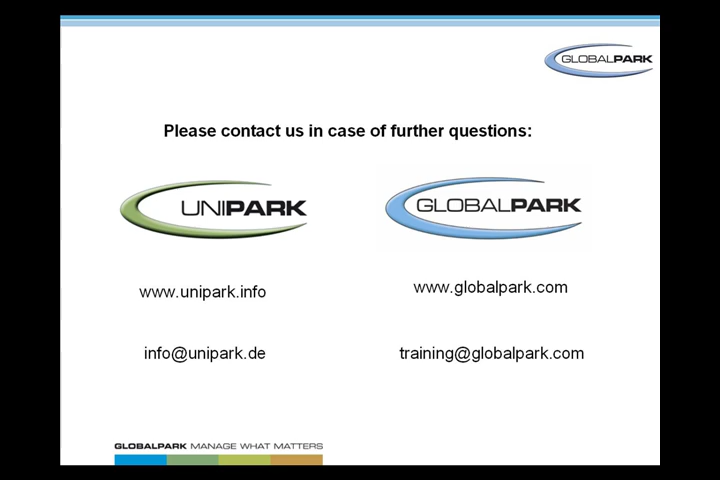 GLOBALPARK
Please contact us in case of further questions:
UNIPARK
GLOBALPARK
www.unipark.info
www.globalpark.com
info@unipark.de
training@globalpark.com
GLOBALPARK MANAGE WHAT MATTERS